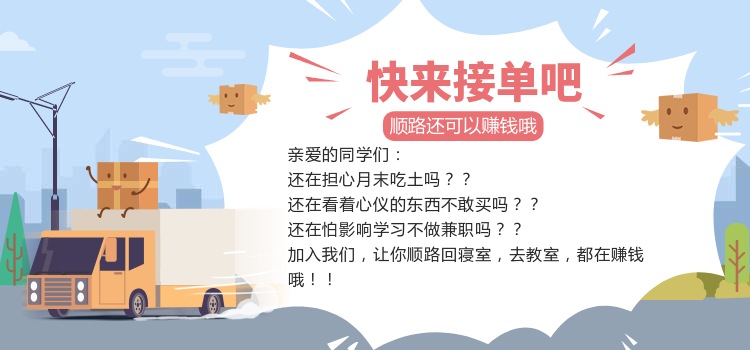 快来接单吧
顺路还可以赚钱哦
亲爱的同学们：
还在担心月末吃土吗？？
还在看着心仪的东西不敢买吗？？
还在怕影响学习不做兼职吗？？
加入我们，让你顺路回寝室，去教室，都在赚钱
哦！！